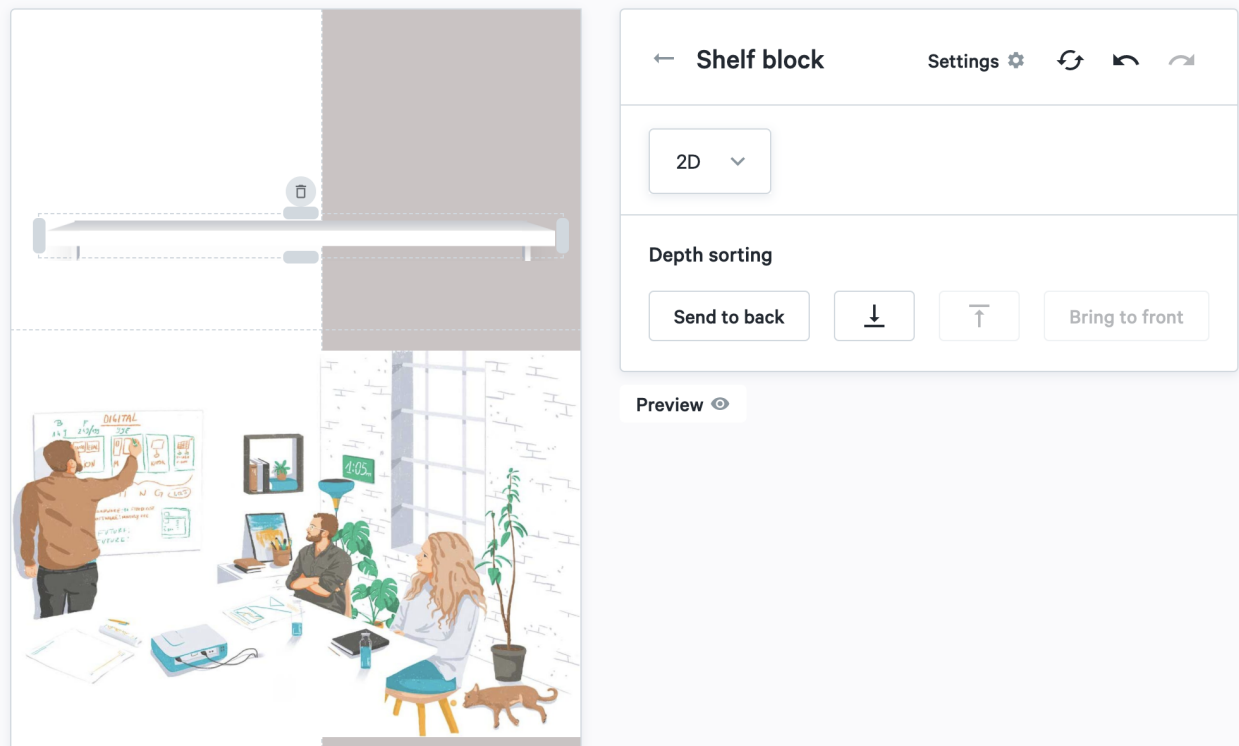 Shelf block
Settings
2D
Depth sorting
Send to back
Bring to front
Preview
DIGITAL
1:05